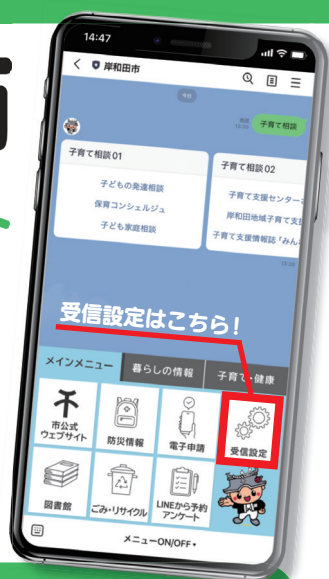 14:47
岸和田市
今日
既読
15:30
子育て相談
子育て相談 01
子どもの発達相談
保育コンシェルジュ
子ども家庭相談
子育て相談 02
子育て支援センター
岸和田地域子育て支
子育て支援情報誌「みん
15:30
受信設定はこちら!
メインメニュー
暮らしの情報
子育て・健康
市公式
ウェブサイト
防災情報
電子申請
受信設定
図書館
ごみ・リサイクル
LINEから予約
アンケート
メニューON/OFF